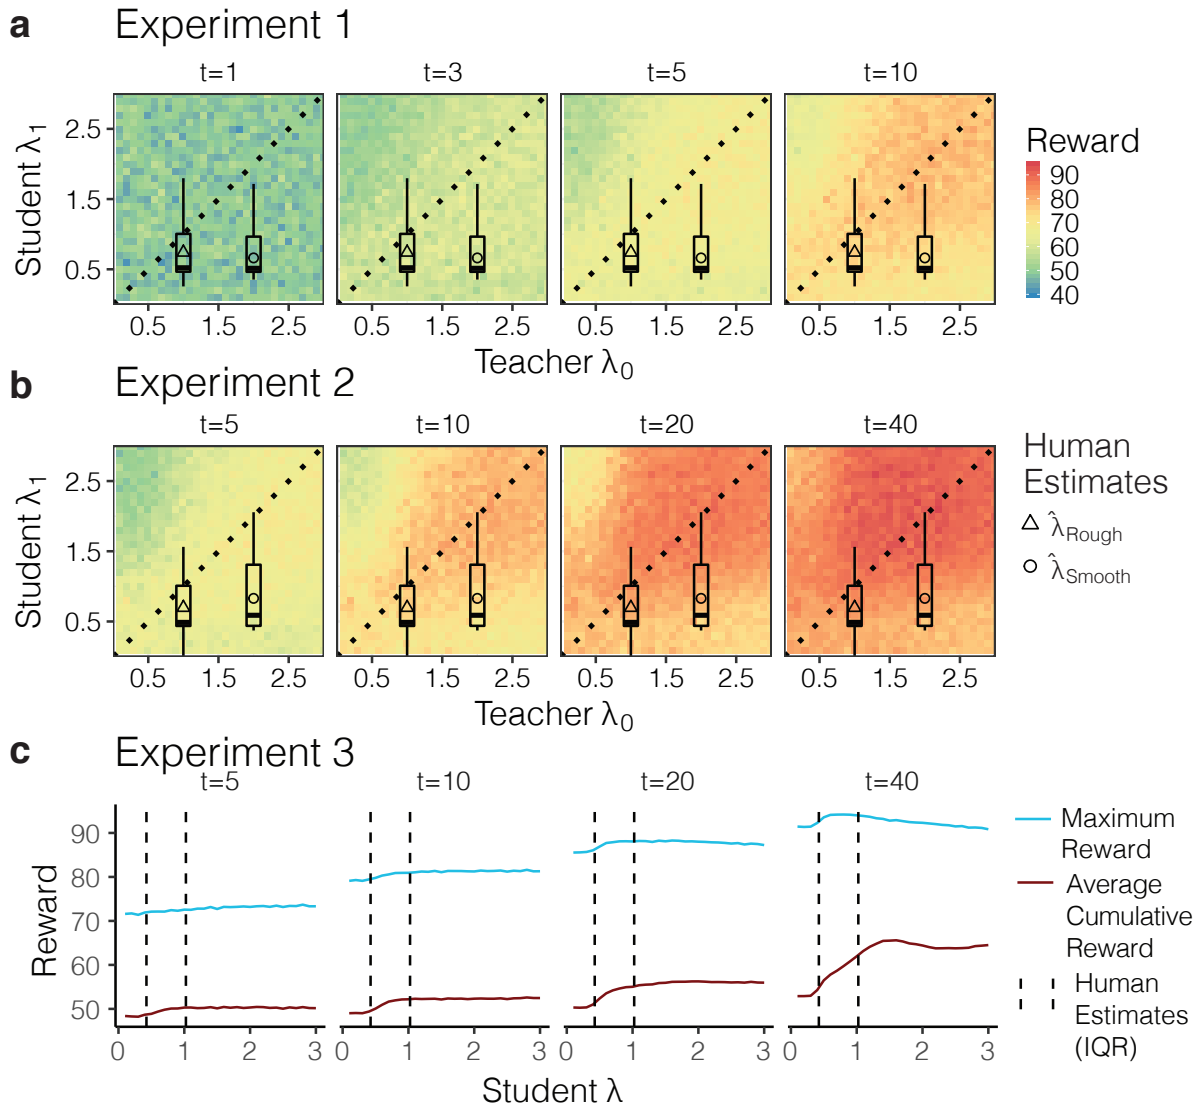 a Experiment 1
t=1 t=3 t=5 t=10
Student λ1
2.5
1.5
0.5
0.5 1.5 2.5 0.5 1.5 2.5 0.5 1.5 2.5 0.5 1.5 2.5
Teacher λ0
Reward
90
80
70
60
50
40
b Experiment 2
t=5 t=10 t=20 t=40
Student λ1
2.5
1.5
0.5
0.5 1.5 2.5 0.5 1.5 2.5 0.5 1.5 2.5 0.5 1.5 2.5
Teacher λ0
Human
Estimates
λ̂Rough
λ̂Smooth
c Experiment 3
t=5 t=10 t=20 t=40
Reward
90
80
70
60
50
0 1 2 3 0 1 2 3 0 1 2 3 0 1 2 3
Student λ
Maximum
Reward
Average
Cumulative
Reward
Human
Estimates
(IQR)